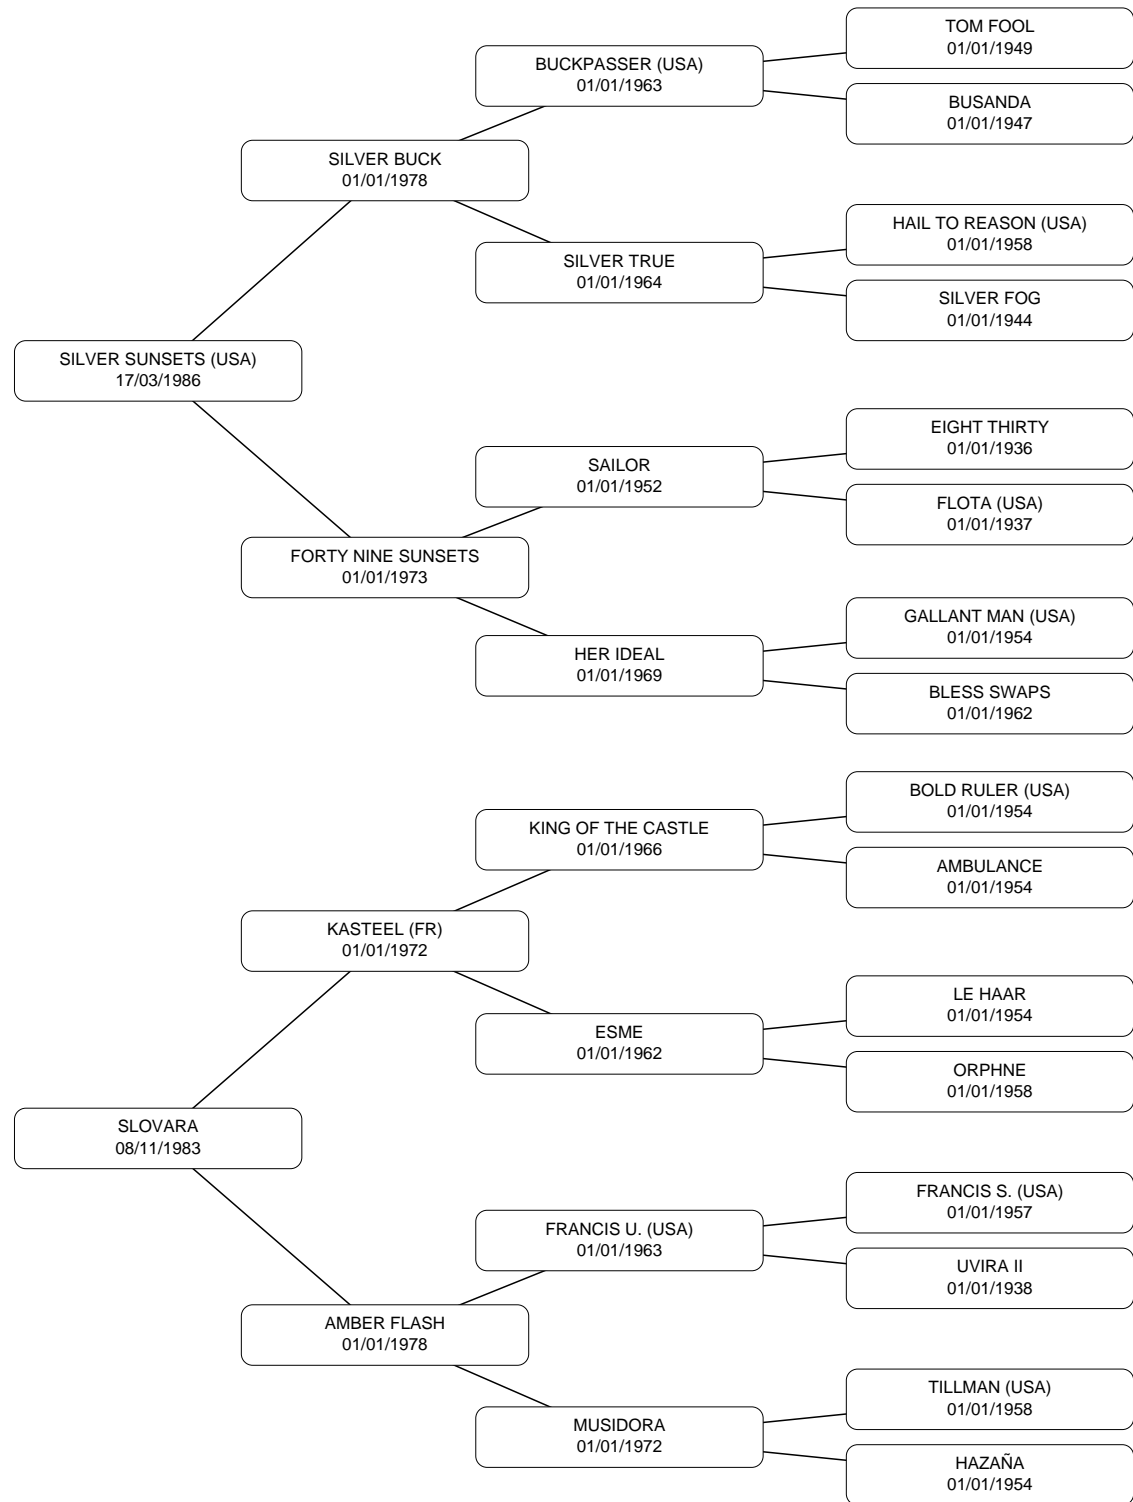 TOM FOOL
01/01/1949
BUCKPASSER (USA)
01/01/1963
BUSANDA
01/01/1947
SILVER BUCK
01/01/1978
HAIL TO REASON (USA)
01/01/1958
SILVER TRUE
01/01/1964
SILVER FOG
01/01/1944
SILVER SUNSETS (USA)
17/03/1986
EIGHT THIRTY
01/01/1936
SAILOR
01/01/1952
FLOTA (USA)
01/01/1937
FORTY NINE SUNSETS
01/01/1973
GALLANT MAN (USA)
01/01/1954
HER IDEAL
01/01/1969
BLESS SWAPS
01/01/1962
BOLD RULER (USA)
01/01/1954
KING OF THE CASTLE
01/01/1966
AMBULANCE
01/01/1954
KASTEEL (FR)
01/01/1972
LE HAAR
01/01/1954
ESME
01/01/1962
ORPHNE
01/01/1958
SLOVARA
08/11/1983
FRANCIS S. (USA)
01/01/1957
FRANCIS U. (USA)
01/01/1963
UVIRA II
01/01/1938
AMBER FLASH
01/01/1978
TILLMAN (USA)
01/01/1958
MUSIDORA
01/01/1972
HAZAÑA
01/01/1954